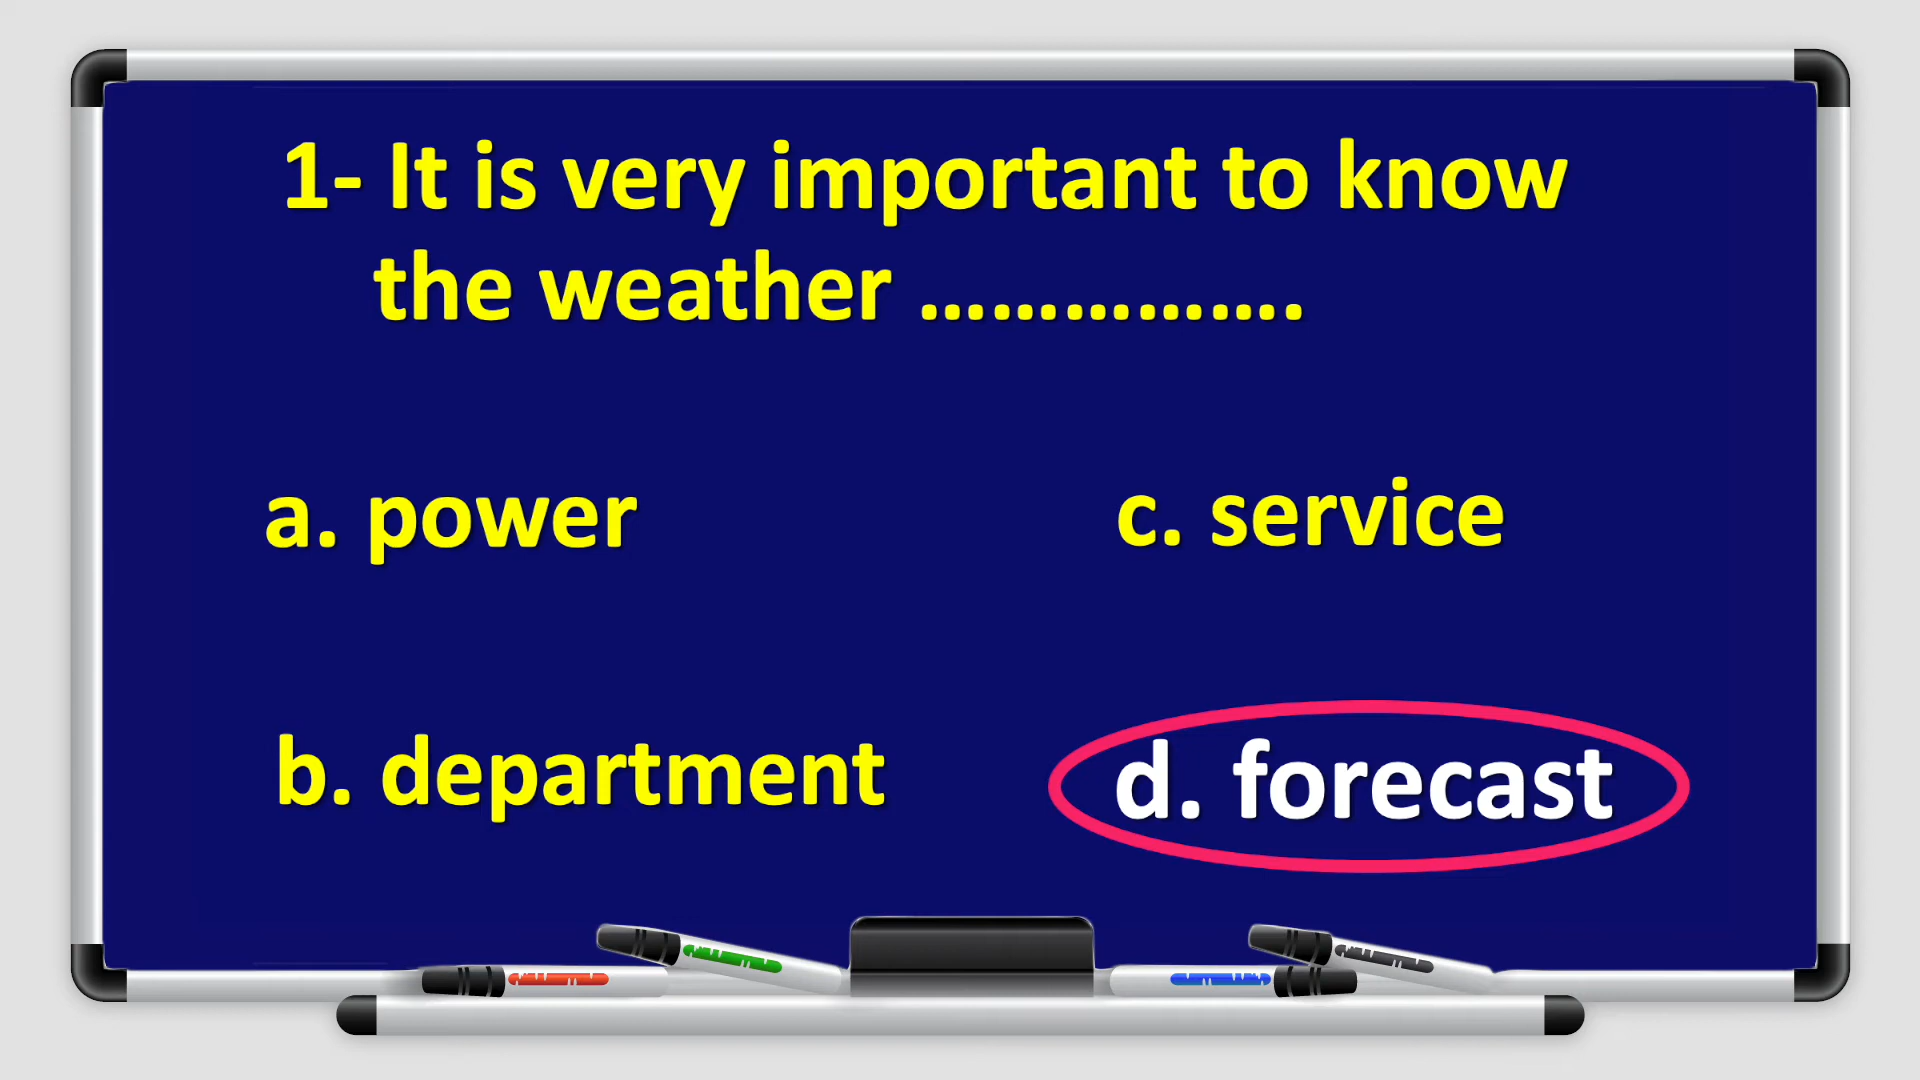 1- It is very important to know
the weather …………….
a. power
c. service
b. department
d. forecast